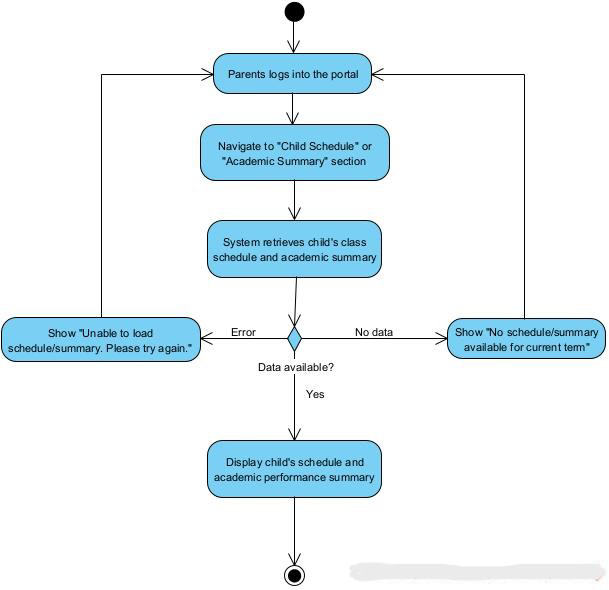 Parents logs into the portal
Navigate to "Child Schedule" or
"Academic Summary" section
System retrieves child's class
schedule and academic summary
Show "Unable to load
schedule/summary. Please try again."
Error
No data
Show "No schedule/summary
available for current term"
Data available?
Yes
Display child's schedule and
academic performance summary